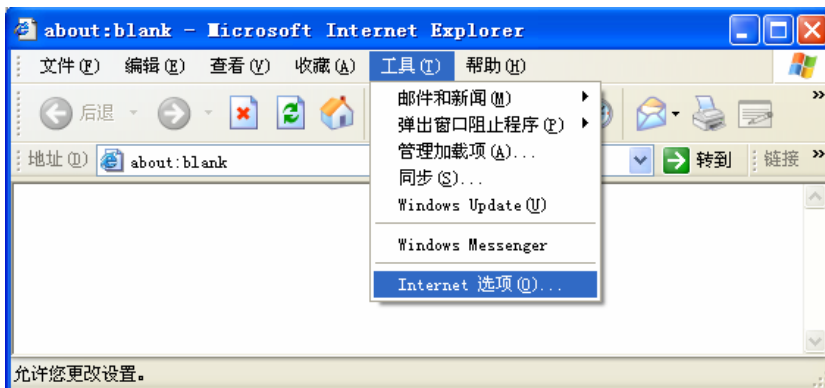 about:blank - Microsoft Internet Explorer
文件(F) 编辑(E) 查看(V) 收藏(A) 工具(T) 帮助(H)
后退
邮件和新闻(M)
弹出窗口阻止程序(P)
管理加载项(A)...
同步(S)...
Windows Update(U)
Windows Messenger
Internet 选项(O)...
地址(D) about:blank 转到 链接
允许您更改设置。